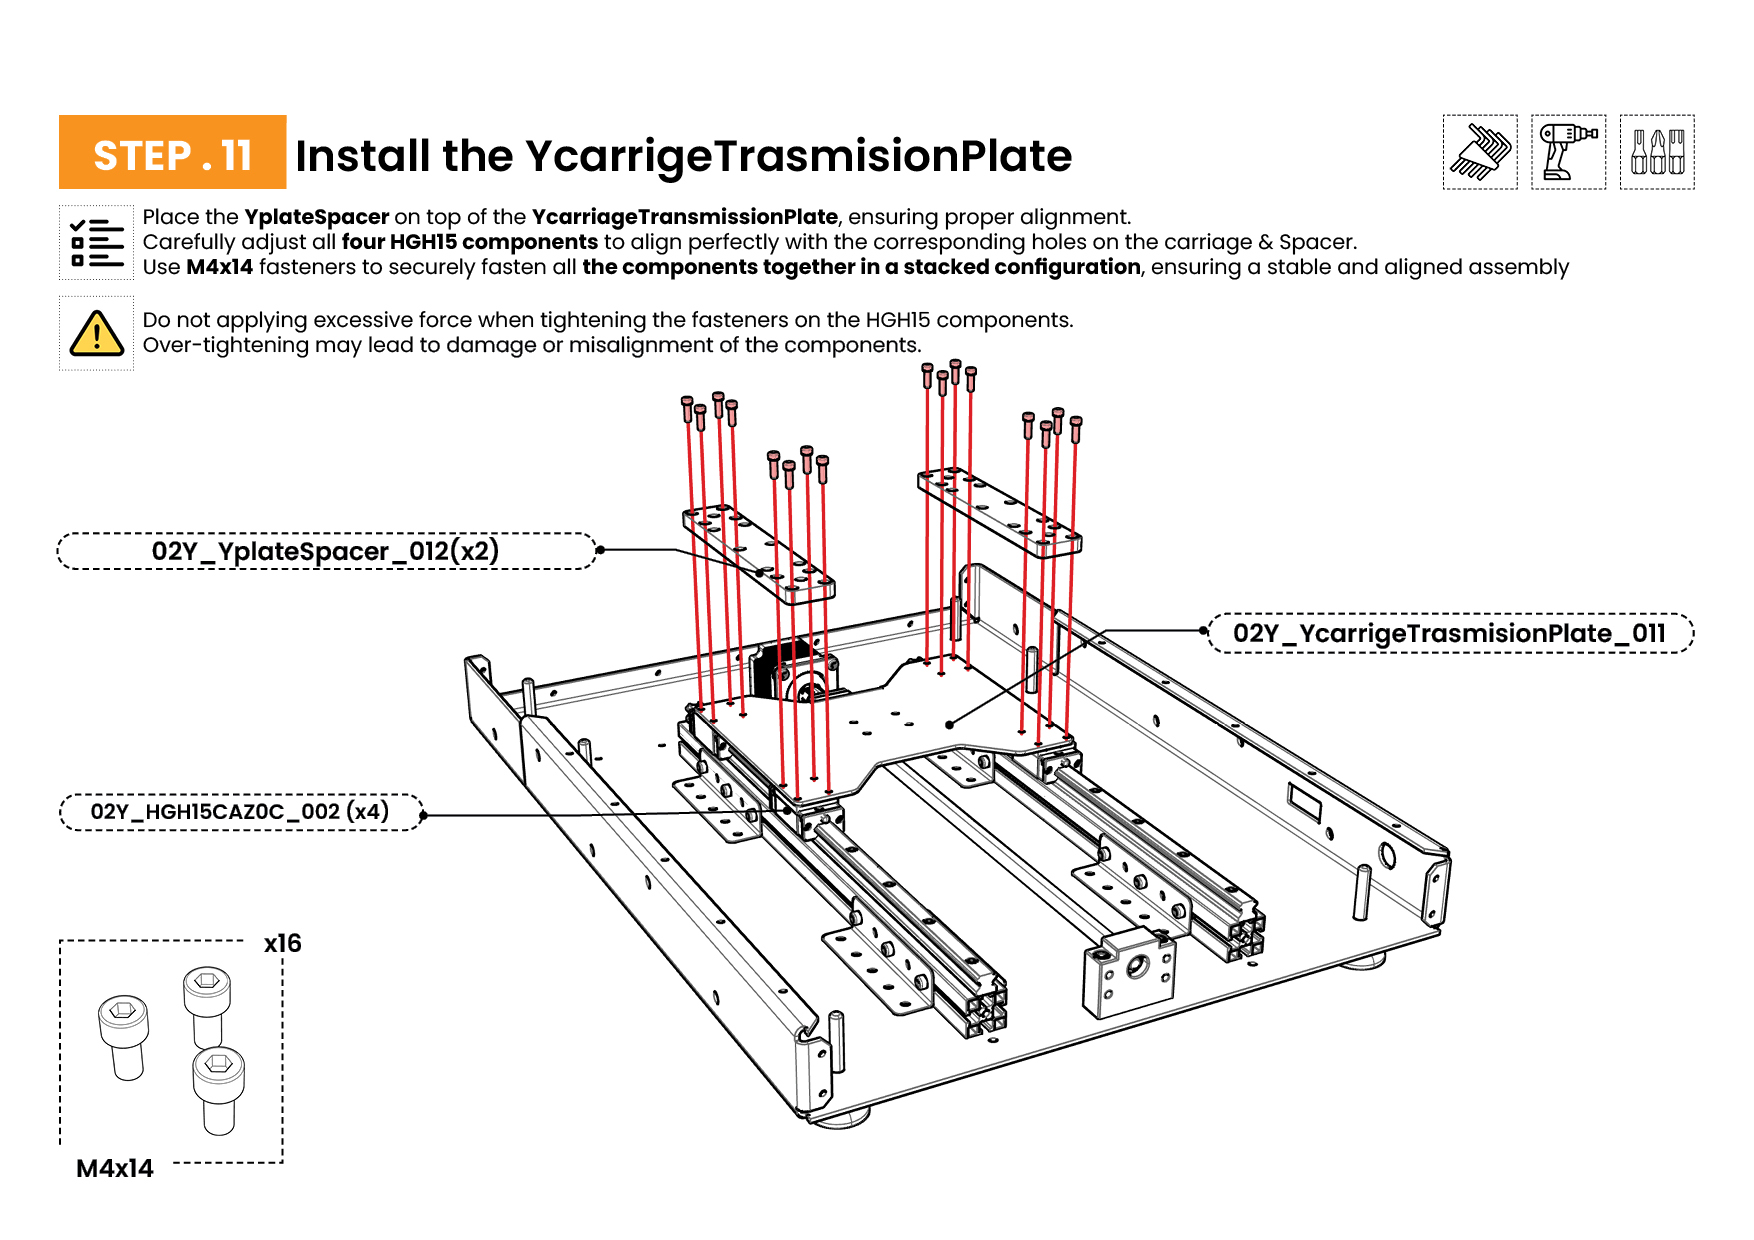 STEP . 11
Install the YcarrigeTrasmisionPlate
Place the YplateSpacer on top of the YcarriageTransmissionPlate, ensuring proper alignment.
Carefully adjust all four HGH15 components to align perfectly with the corresponding holes on the carriage & Spacer.
Use M4x14 fasteners to securely fasten all the components together in a stacked configuration, ensuring a stable and aligned assembly
Do not applying excessive force when tightening the fasteners on the HGH15 components.
Over-tightening may lead to damage or misalignment of the components.
02Y_YplateSpacer_012(x2)
02Y_YcarrigeTrasmisionPlate_011
02Y_HGH15CAZ0C_002 (x4)
x16
M4x14